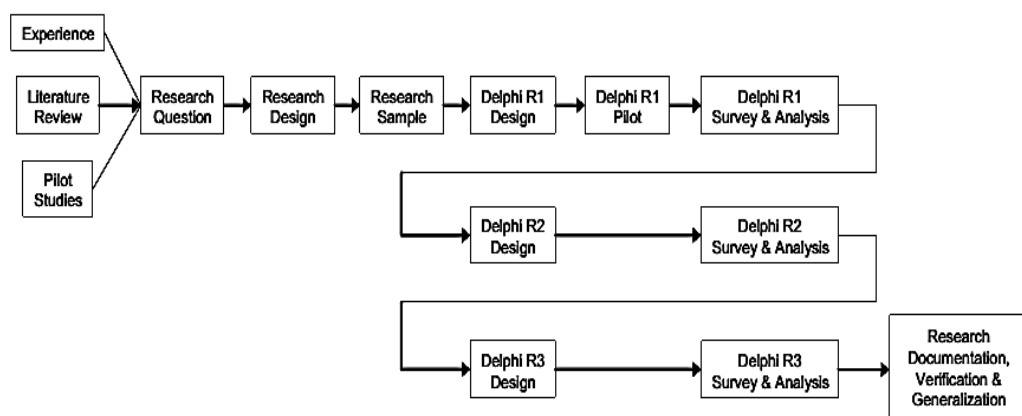 Experience
Literature
Review
Research
Question
Research
Design
Research
Sample
Delphi R1
Design
Delphi R1
Pilot
Delphi R1
Survey & Analysis
Pilot
Studies
Delphi R2
Design
Delphi R2
Survey & Analysis
Delphi R3
Design
Delphi R3
Survey & Analysis
Research
Documentation,
Verification &
Generalization